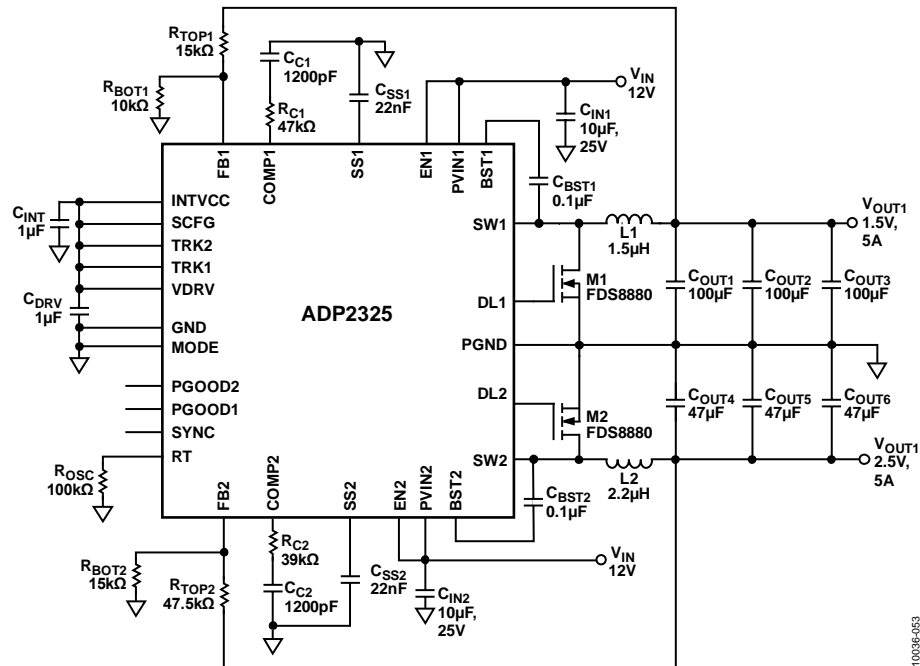 RTOP1
15kΩ
CC1
1200pF
RBOT1
10kΩ
RC1
47kΩ
CSS1
22nF
VIN
12V
CIN1
10µF,
25V
FB1
COMP1
SS1
EN1
PVIN1
BST1
CBST1
0.1µF
CINT
1µF
CDRV
1µF
INTVCC
SCFG
TRK2
TRK1
VDRV
GND
MODE
PGOOD2
PGOOD1
SYNC
RT
ROSC
100kΩ
ADP2325
SW1
DL1
PGND
DL2
SW2
L1
1.5µH
M1
FDS8880
M2
FDS8880
L2
2.2µH
VOUT1
1.5V,
5A
COUT1
100µF
COUT2
100µF
COUT3
100µF
COUT4
47µF
COUT5
47µF
COUT6
47µF
VOUT1
2.5V,
5A
FB2
COMP2
SS2
EN2
PVIN2
BST2
CBST2
0.1µF
RBOT2
15kΩ
RTOP2
47.5kΩ
RC2
39kΩ
CC2
1200pF
CSS2
22nF
CIN2
10µF,
25V
VIN
12V
10036-053